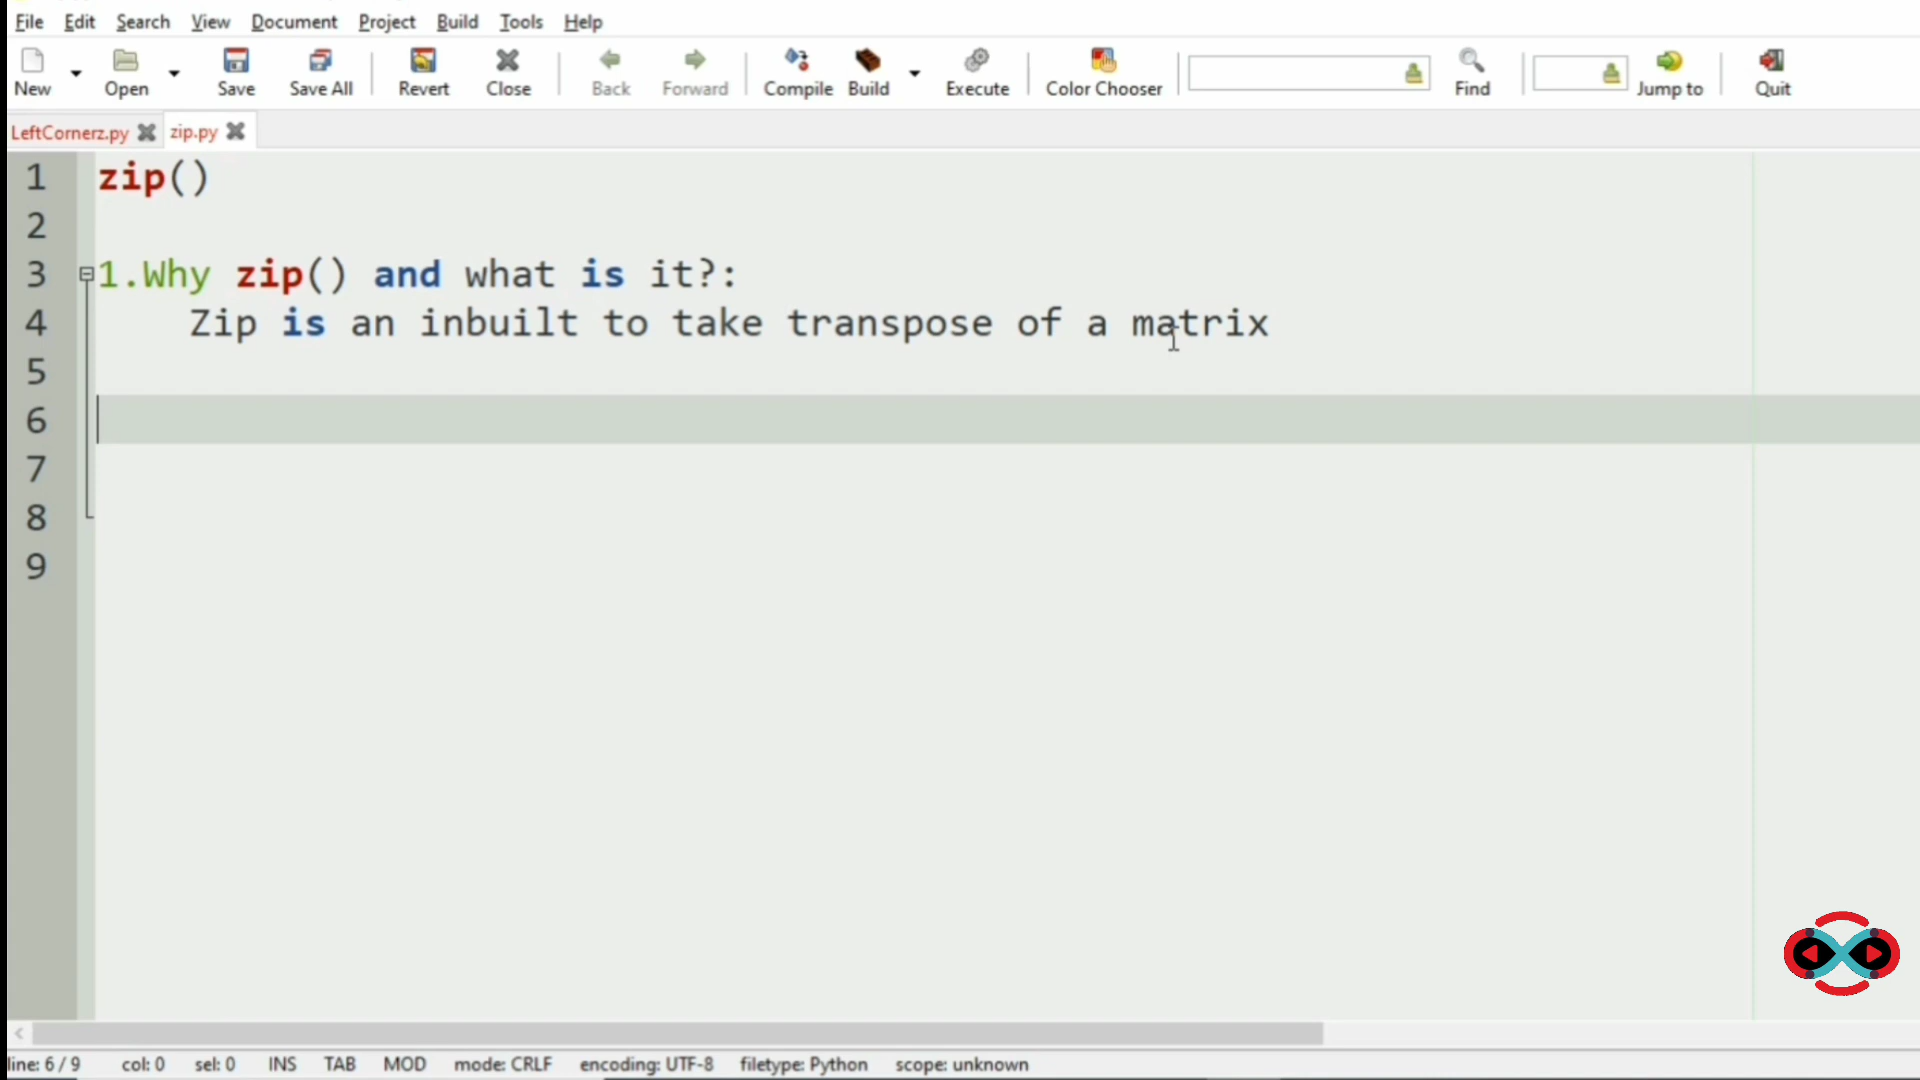 File Edit Search View Document Project Build Tools Help
New Open Save Save All Revert Close Back Forward Compile Build Execute Color Chooser Find Jump to Quit
LeftCornerz.py zip.py
1 zip()
2
3 1.Why zip() and what is it?:
4 Zip is an inbuilt to take transpose of a matrix
5
6
7
8
9
line: 6 / 9 col: 0 sel: 0 INS TAB MOD mode: CRLF encoding: UTF-8 filetype: Python scope: unknown